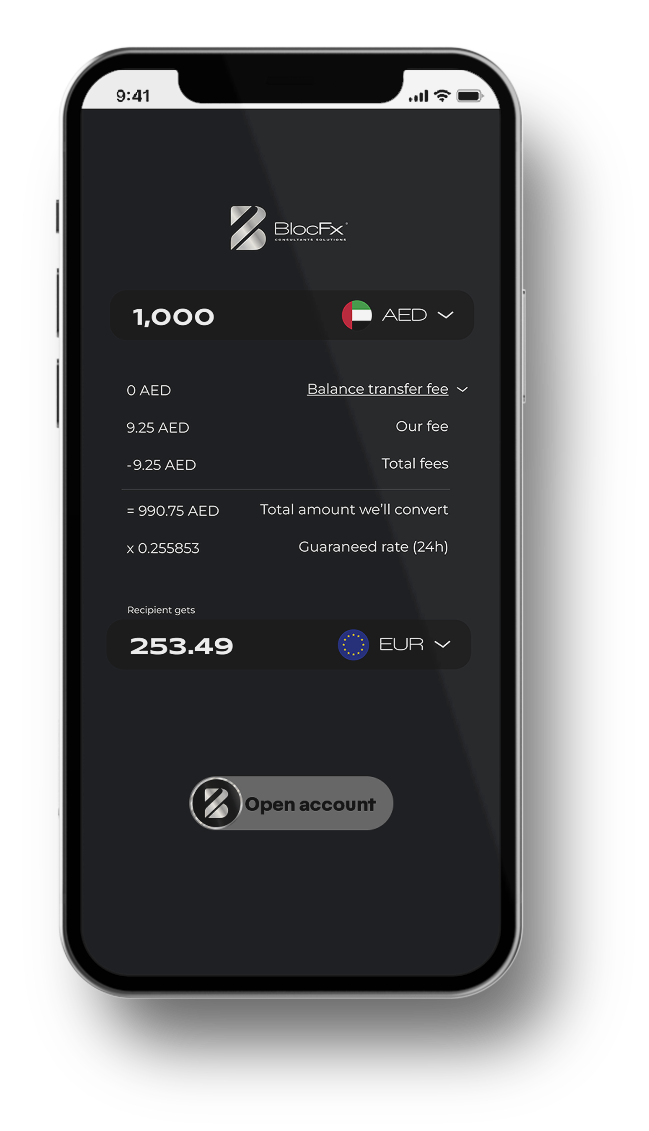 9:41
BlocFx
CONSULTANTS SOLUTIONS
1,000 AED
0 AED Balance transfer fee
9.25 AED Our fee
-9.25 AED Total fees
= 990.75 AED Total amount we'll convert
x 0.255853 Guaraneed rate (24h)
Recipient gets
253.49 EUR
Open account